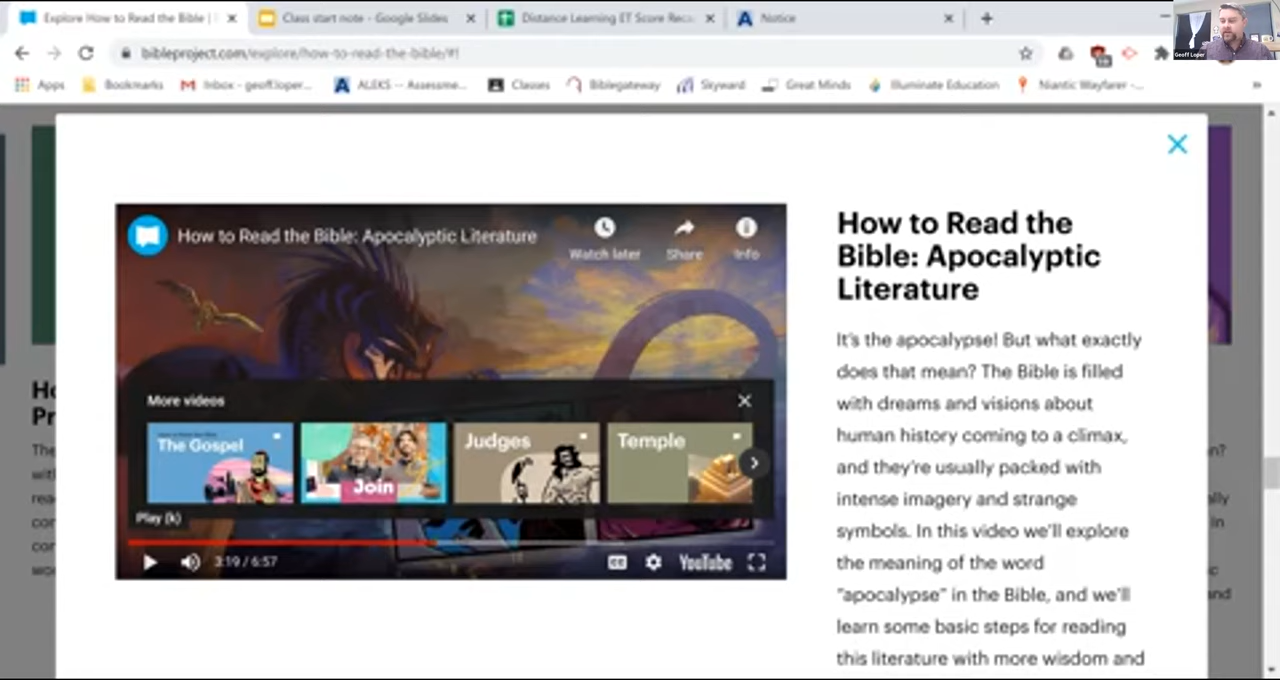 Explore How to Read the Bible |
Class start note - Google Slides
Distance Learning ET Score Reco
Notice
bibleproject.com/explore/how-to-read-the-bible/#!
Apps
Bookmarks
Inbox - geoff.loper...
ALEKS -- Assessme...
Classes
Biblegateway
Skyward
Great Minds
Illuminate Education
Niantic Wayfarer -...
»
Geoff Loper
How to Read the Bible: Apocalyptic Literature
Watch later
Share
Info
More videos
The Gospel
Join
Judges
Temple
Play (k)
3:19 / 6:57
CC
YouTube
How to Read the
Bible: Apocalyptic
Literature
It's the apocalypse! But what exactly
does that mean? The Bible is filled
with dreams and visions about
human history coming to a climax,
and they're usually packed with
intense imagery and strange
symbols. In this video we'll explore
the meaning of the word
"apocalypse" in the Bible, and we'll
learn some basic steps for reading
this literature with more wisdom and